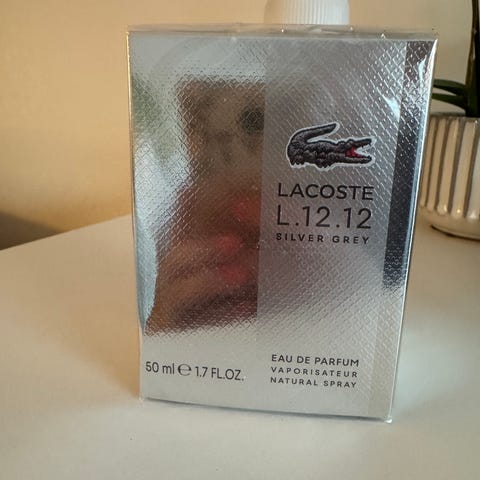 LACOSTE
L.12.12
SILVER GREY
EAU DE PARFUM
VAPORISATEUR
NATURAL SPRAY
50 ml ℮ 1.7 FL.OZ.